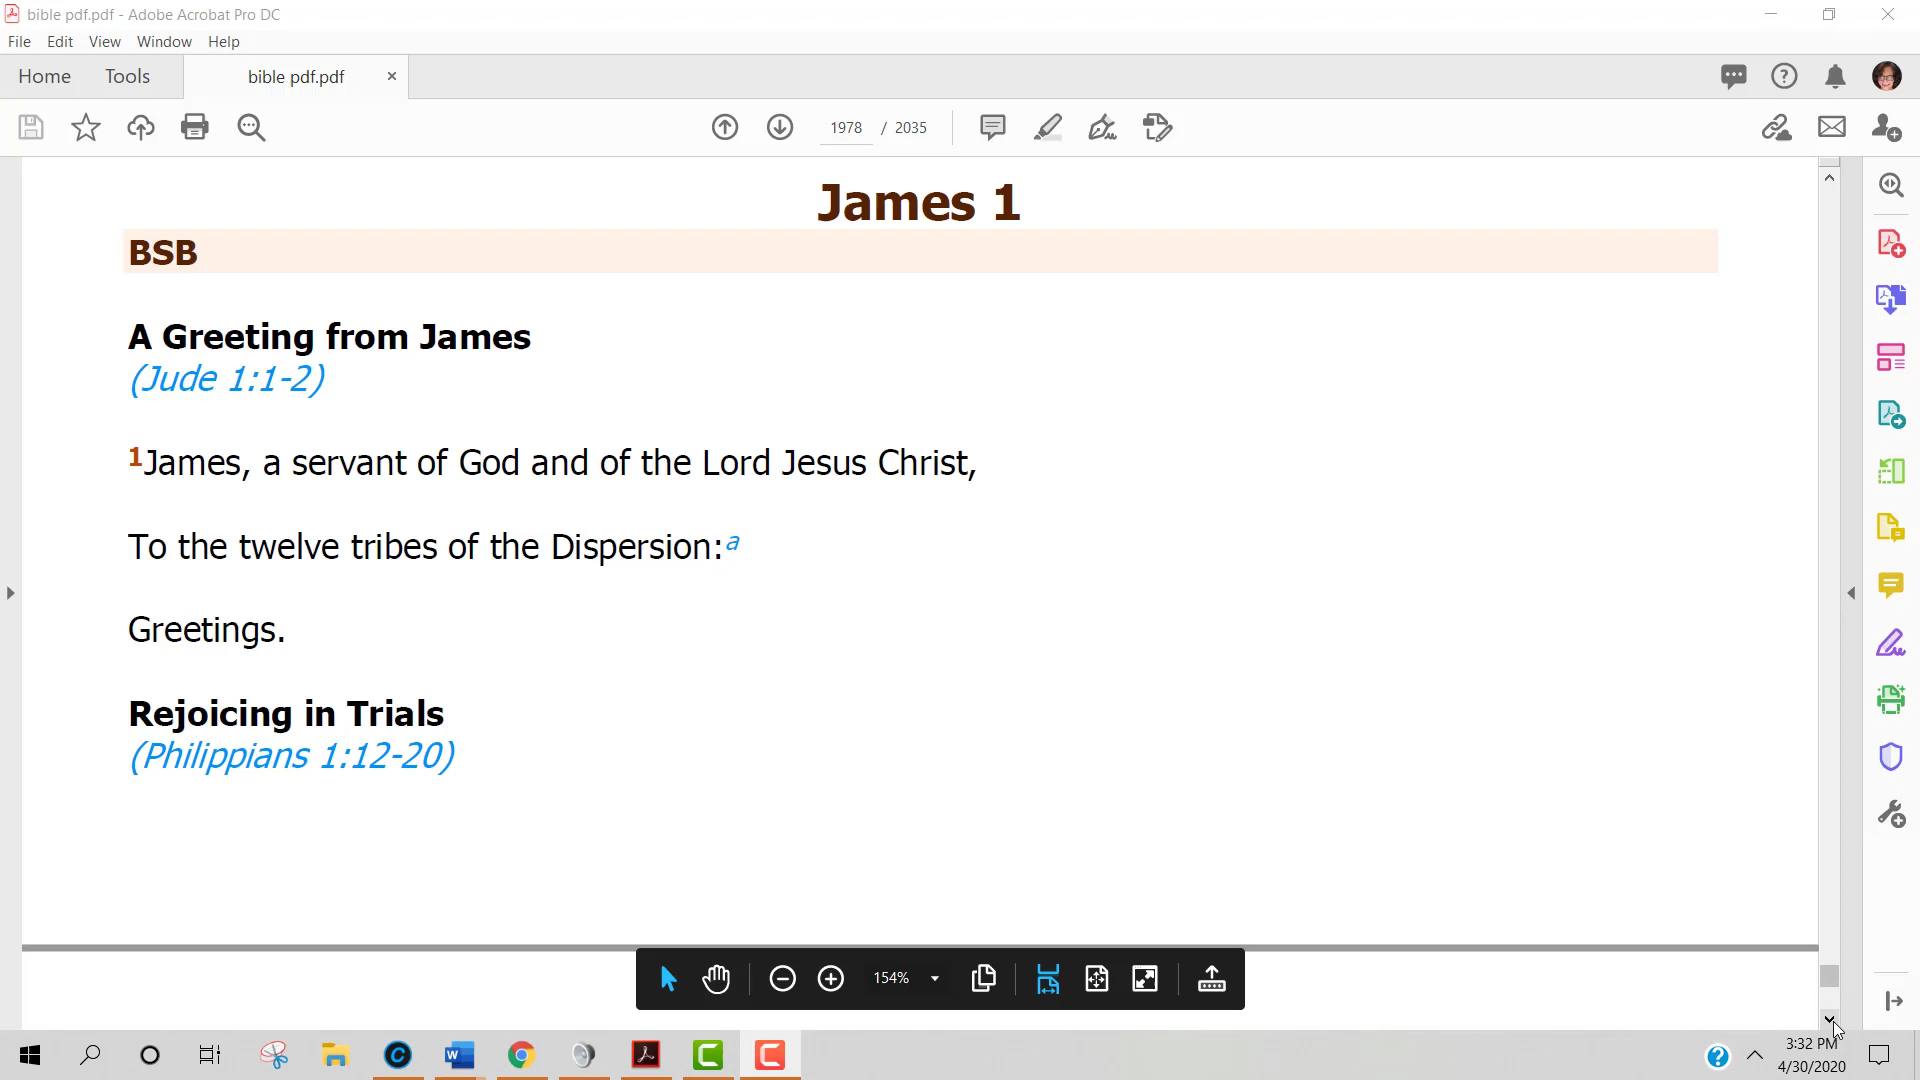 bible pdf.pdf - Adobe Acrobat Pro DC
File Edit View Window Help
Home Tools bible pdf.pdf
1978 / 2035
James 1
BSB
A Greeting from James
(Jude 1:1-2)
1James, a servant of God and of the Lord Jesus Christ,
To the twelve tribes of the Dispersion:a
Greetings.
Rejoicing in Trials
(Philippians 1:12-20)
154%
3:32 PM
4/30/2020